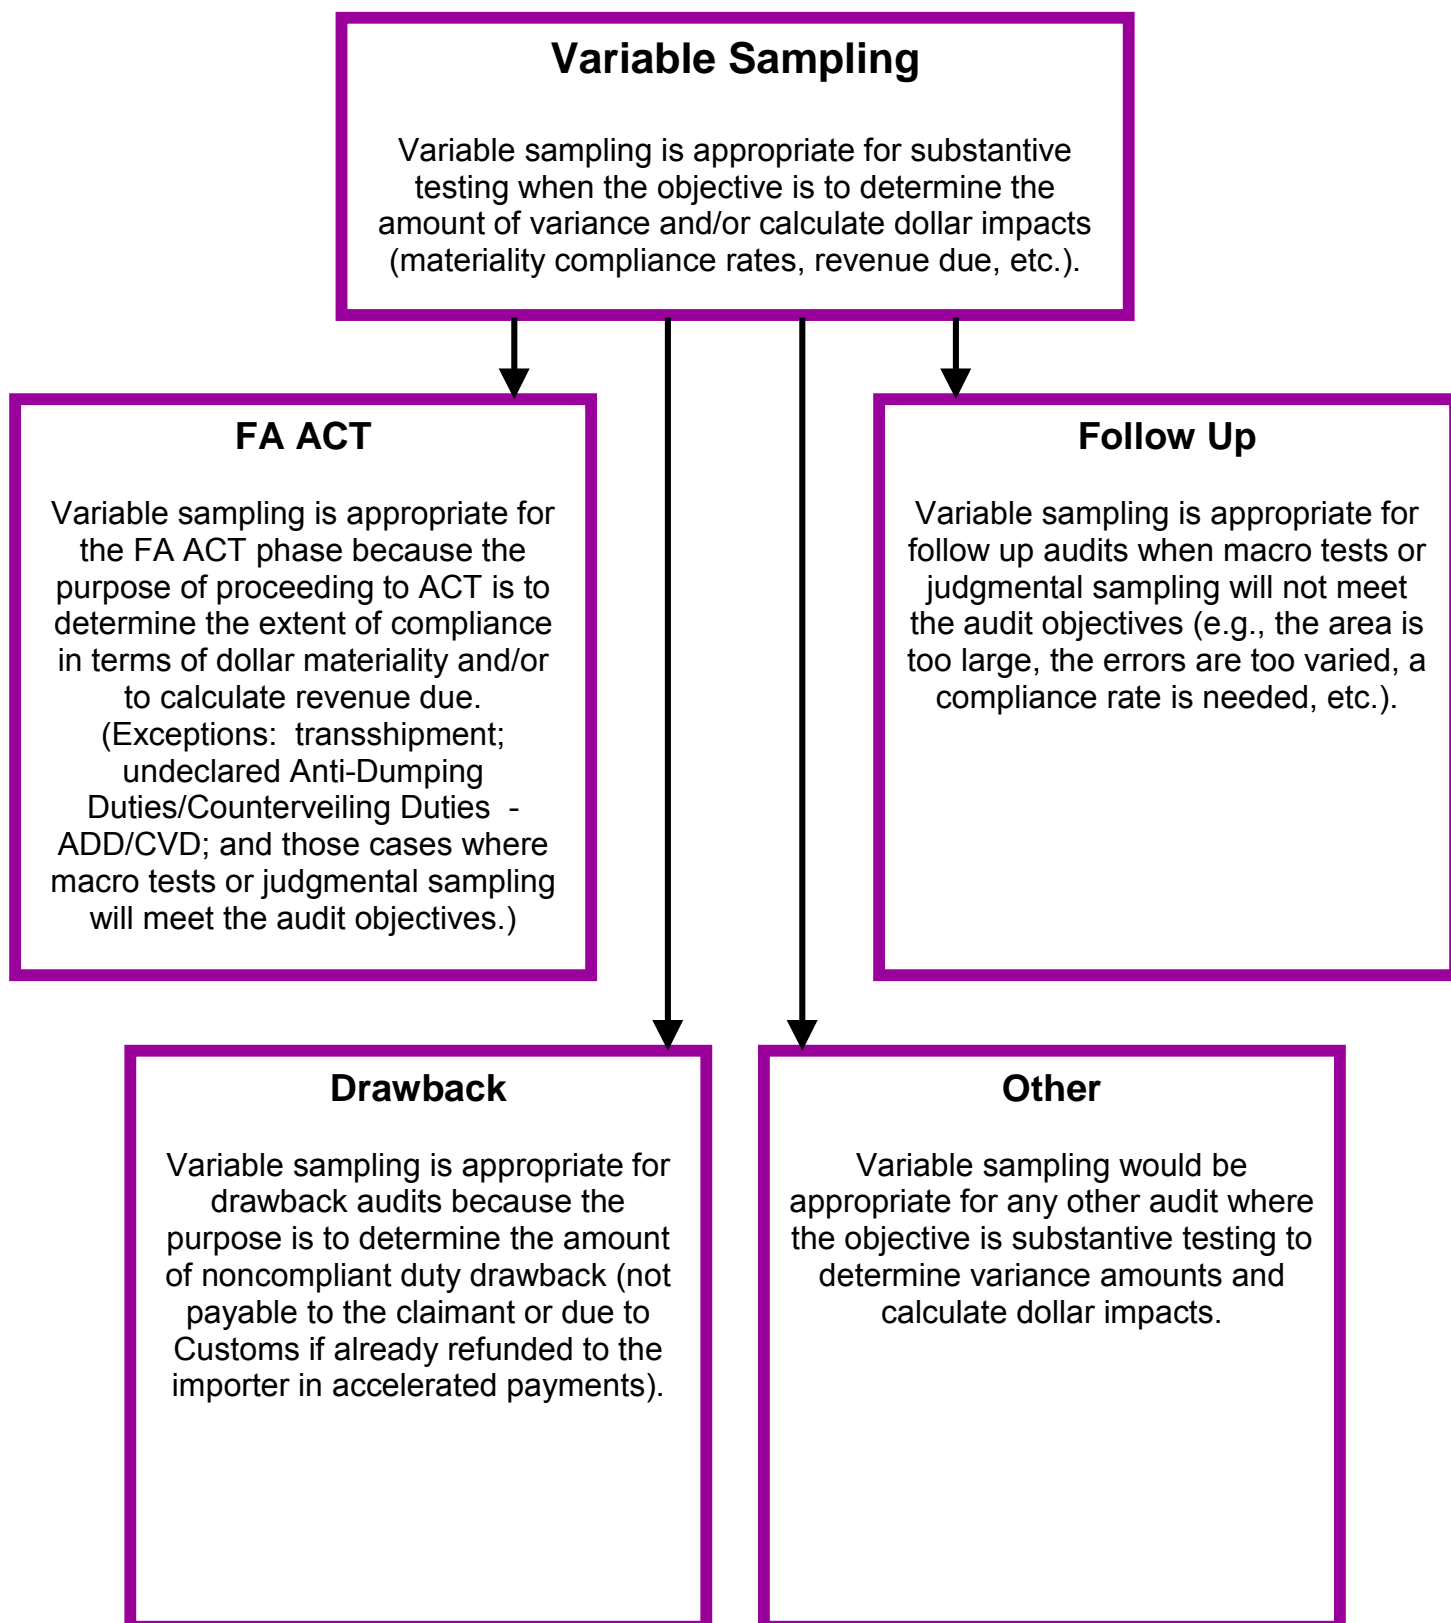 Variable Sampling
Variable sampling is appropriate for substantive
testing when the objective is to determine the
amount of variance and/or calculate dollar impacts
(materiality compliance rates, revenue due, etc.).
FA ACT
Variable sampling is appropriate for
the FA ACT phase because the
purpose of proceeding to ACT is to
determine the extent of compliance
in terms of dollar materiality and/or
to calculate revenue due.
(Exceptions:  transshipment;
undeclared Anti-Dumping
Duties/Counterveiling Duties  -
ADD/CVD; and those cases where
macro tests or judgmental sampling
will meet the audit objectives.)
Follow Up
Variable sampling is appropriate for
follow up audits when macro tests or
judgmental sampling will not meet
the audit objectives (e.g., the area is
too large, the errors are too varied, a
compliance rate is needed, etc.).
Drawback
Variable sampling is appropriate for
drawback audits because the
purpose is to determine the amount
of noncompliant duty drawback (not
payable to the claimant or due to
Customs if already refunded to the
importer in accelerated payments).
Other
Variable sampling would be
appropriate for any other audit where
the objective is substantive testing to
determine variance amounts and
calculate dollar impacts.